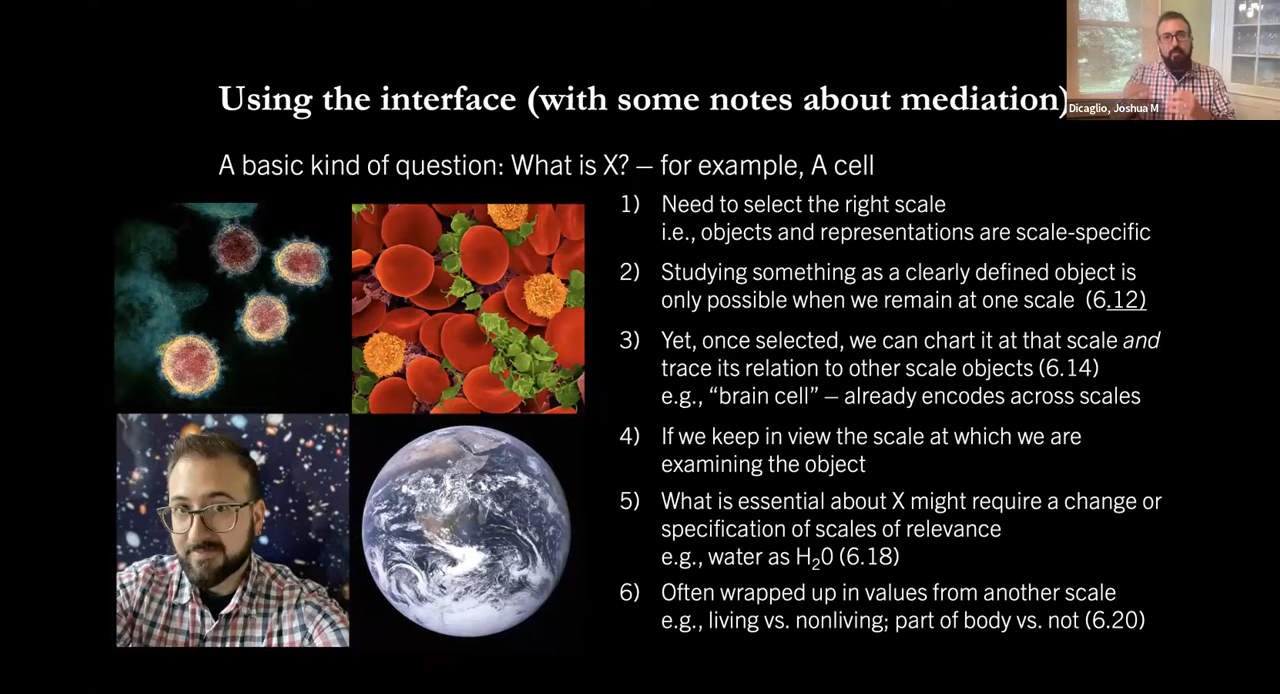 Using the interface (with some notes about mediation)
Dicaglio, Joshua M
A basic kind of question: What is X? – for example, A cell
1) Need to select the right scale
i.e., objects and representations are scale-specific
2) Studying something as a clearly defined object is
only possible when we remain at one scale (6.12)
3) Yet, once selected, we can chart it at that scale and
trace its relation to other scale objects (6.14)
e.g., “brain cell” – already encodes across scales
4) If we keep in view the scale at which we are
examining the object
5) What is essential about X might require a change or
specification of scales of relevance
e.g., water as H₂0 (6.18)
6) Often wrapped up in values from another scale
e.g., living vs. nonliving; part of body vs. not (6.20)